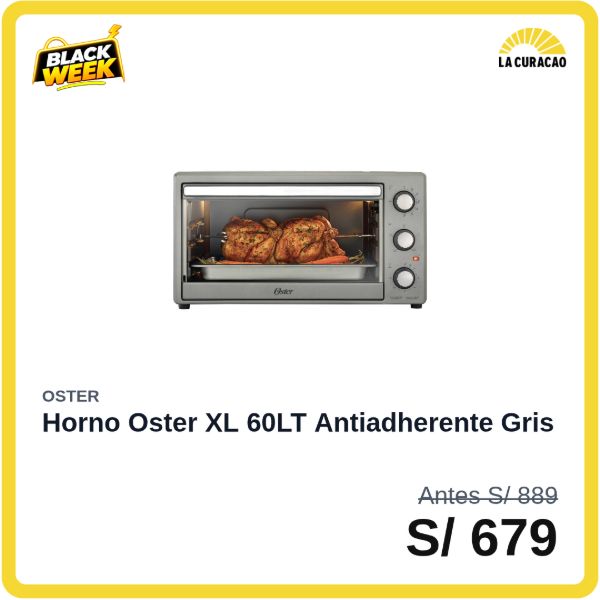 BLACK
WEEK
LA CURACAO
Oster
OSTER
Horno Oster XL 60LT Antiadherente Gris
Antes S/ 889
S/ 679